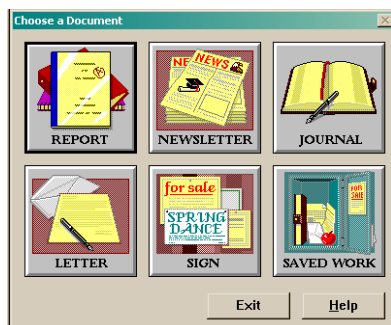 Choose a Document
REPORT
NEWS
NEWSLETTER
JOURNAL
LETTER
for sale
SPRING
DANCE
SIGN
FOR
SALE
SAVED WORK
Exit
Help